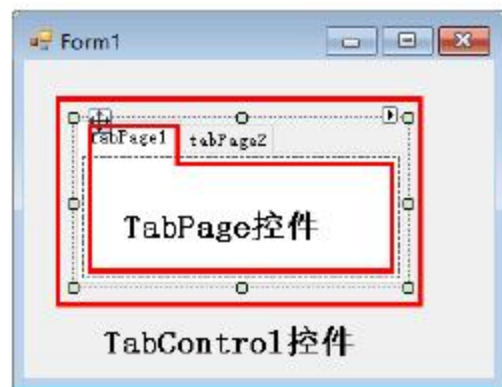 Form1
tabPage1 tabPage2
TabPage控件
TabControl控件